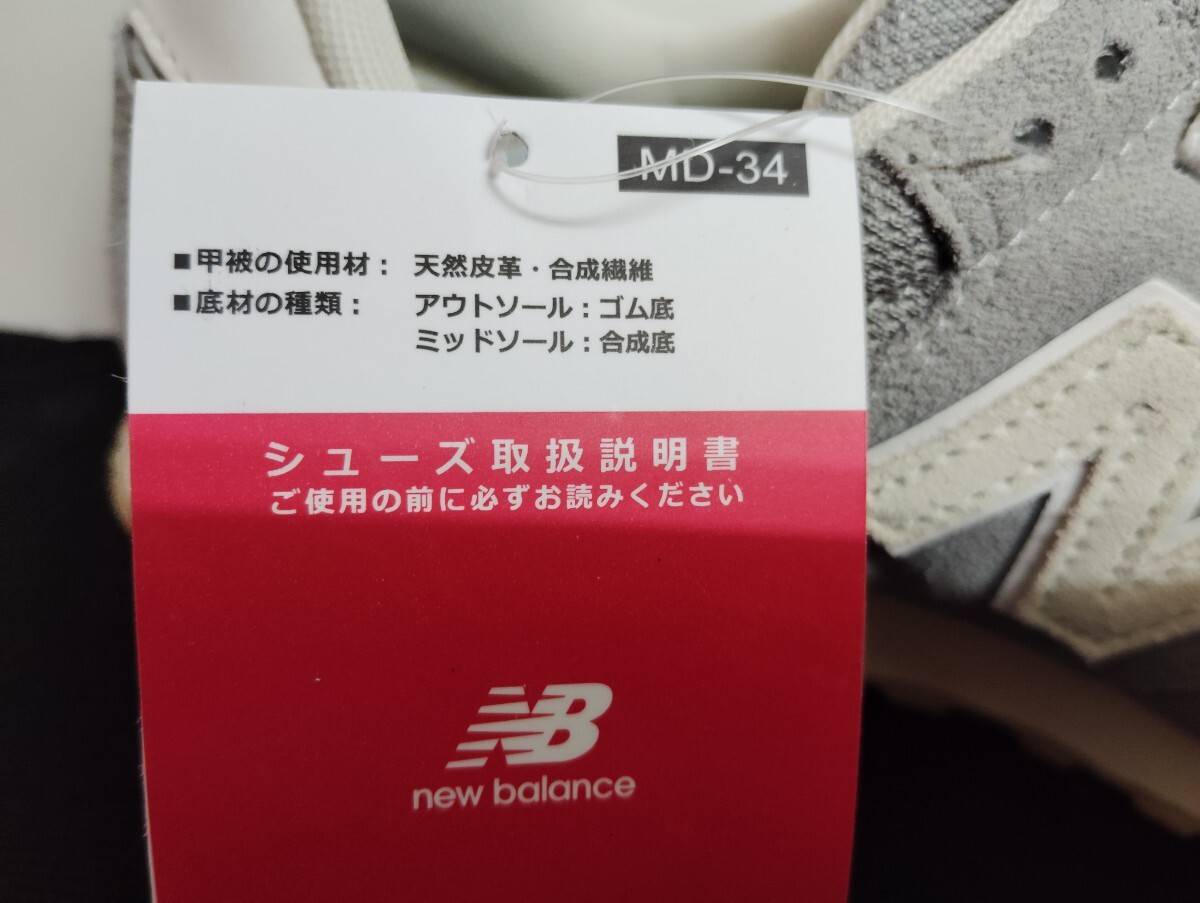 MD-34
■甲被の使用材： 天然皮革・合成繊維
■底材の種類： アウトソール：ゴム底
ミッドソール：合成底
シューズ取扱説明書
ご使用の前に必ずお読みください
NB
new balance